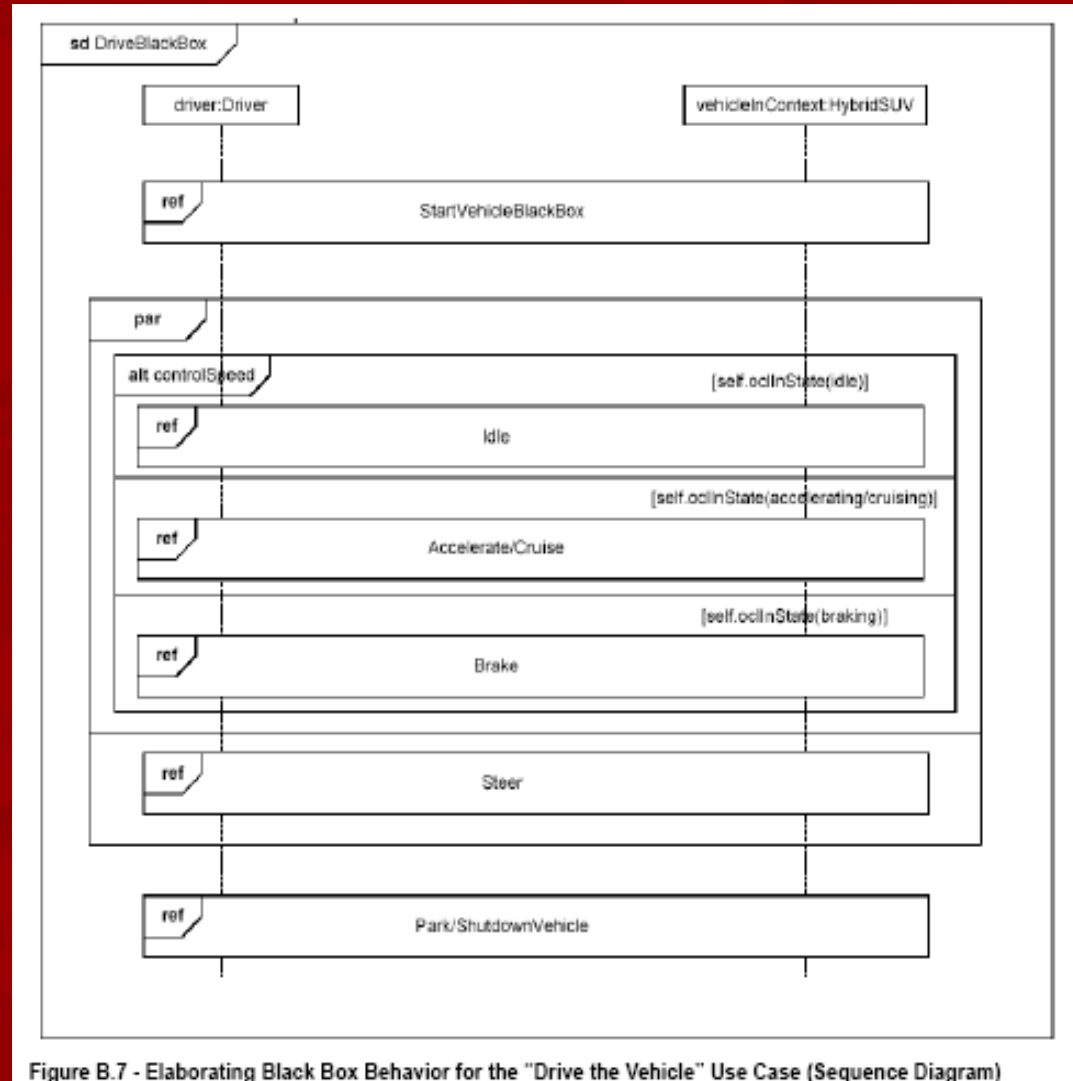 sd DriveBlackBox
driver:Driver
vehicleInContext:HybridSUV
ref
StartVehicleBlackBox
par
alt controlSpeed
[self.oclInState(idle)]
ref
Idle
[self.oclInState(accelerating/cruising)]
ref
Accelerate/Cruise
[self.oclInState(braking)]
ref
Brake
ref
Steer
ref
Park/ShutdownVehicle
Figure B.7 - Elaborating Black Box Behavior for the "Drive the Vehicle" Use Case (Sequence Diagram)